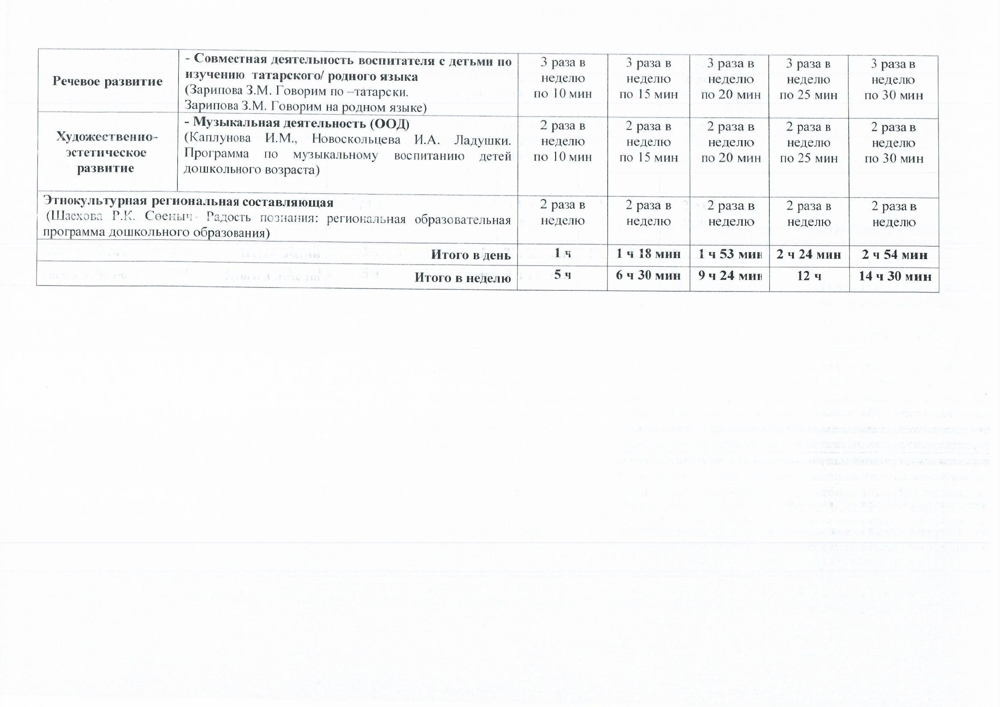 Речевое развитие
- Совместная деятельность воспитателя с детьми по
изучению татарского/ родного языка
(Зарипова З.М. Говорим по –татарски.
Зарипова З.М. Говорим на родном языке)
3 раза в
неделю
по 10 мин
3 раза в
неделю
по 15 мин
3 раза в
неделю
по 20 мин
3 раза в
неделю
по 25 мин
3 раза в
неделю
по 30 мин
Художественно-
эстетическое
развитие
- Музыкальная деятельность (ООД)
(Каплунова И.М., Новоскольцева И.А. Ладушки.
Программа по музыкальному воспитанию детей
дошкольного возраста)
2 раза в
неделю
по 10 мин
2 раза в
неделю
по 15 мин
2 раза в
неделю
по 20 мин
2 раза в
неделю
по 25 мин
2 раза в
неделю
по 30 мин
Этнокультурная региональная составляющая
(Шаехова Р.К. Сөеныч- Радость познания: региональная образовательная
программа дошкольного образования)
2 раза в
неделю
2 раза в
неделю
2 раза в
неделю
2 раза в
неделю
2 раза в
неделю
Итого в день
1 ч
1 ч 18 мин
1 ч 53 мин
2 ч 24 мин
2 ч 54 мин
Итого в неделю
5 ч
6 ч 30 мин
9 ч 24 мин
12 ч
14 ч 30 мин